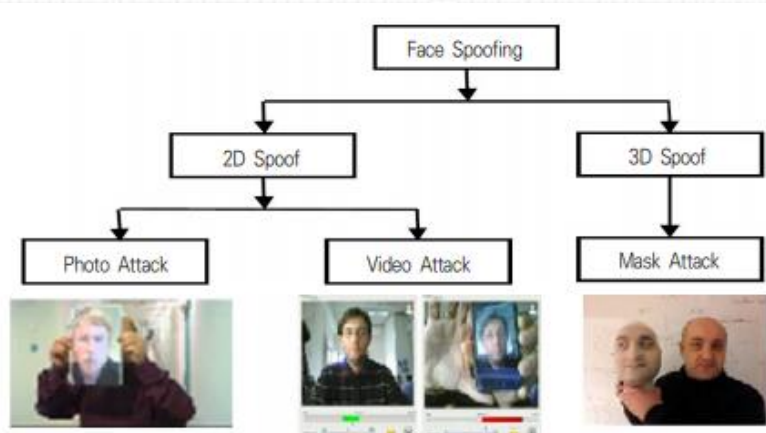 Face Spoofing
2D Spoof
3D Spoof
Photo Attack
Video Attack
Mask Attack